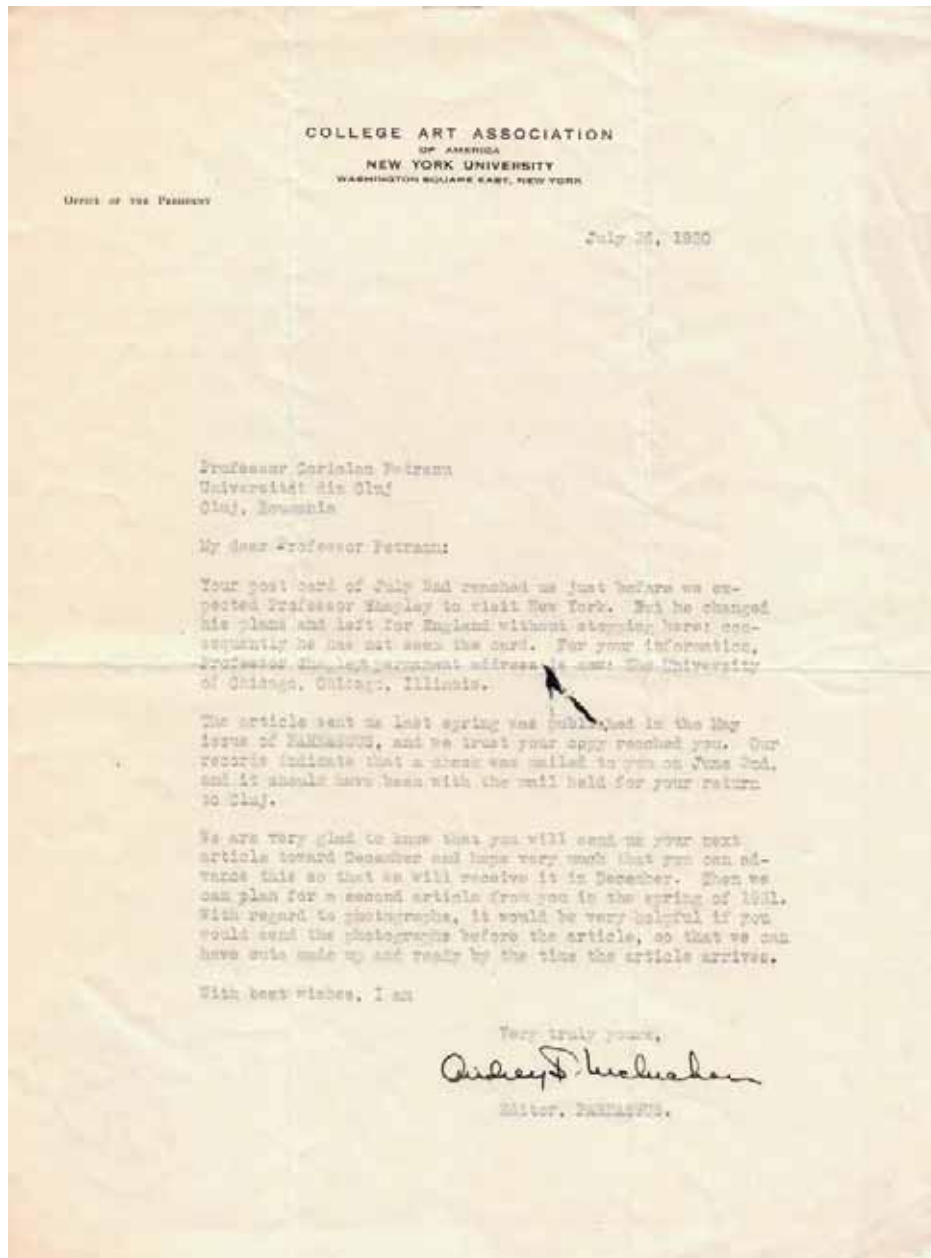 COLLEGE ART ASSOCIATION
OF AMERICA
NEW YORK UNIVERSITY
WASHINGTON SQUARE EAST, NEW YORK
OFFICE OF THE PRESIDENT
July 1930
Professor Coriolan Petranu
Universitat din Cluj
Cluj, Roumania
My dear Professor Petranu:
Your post card of July 2nd reached us just before we ex-
pected Professor Shapley to visit New York. But he changed
his plans and left for England without stopping here; con-
sequently he has not seen the card. For your information,
Professor permanent address is now: The University
of Chicago, Chicago, Illinois.
The article sent us last spring was published in the May
issue of PARNASSUS, and we trust your copy reached you. Our
records indicate that a check was mailed to you on June 2nd,
and it should have been with the mail held for your return
to Cluj.
We are very glad to know that you will send us your next
article toward December and hope very much that you can ad-
vance this so that we will receive it in December. Then we
can plan for a second article from you in the spring of 1931.
With regard to photographs, it would be very helpful if you
would send the photographs before the article, so that we can
have cuts made up and ready by the time the article arrives.
With best wishes, I am
Very truly yours,
Audrey McMahon
Editor, PARNASSUS.